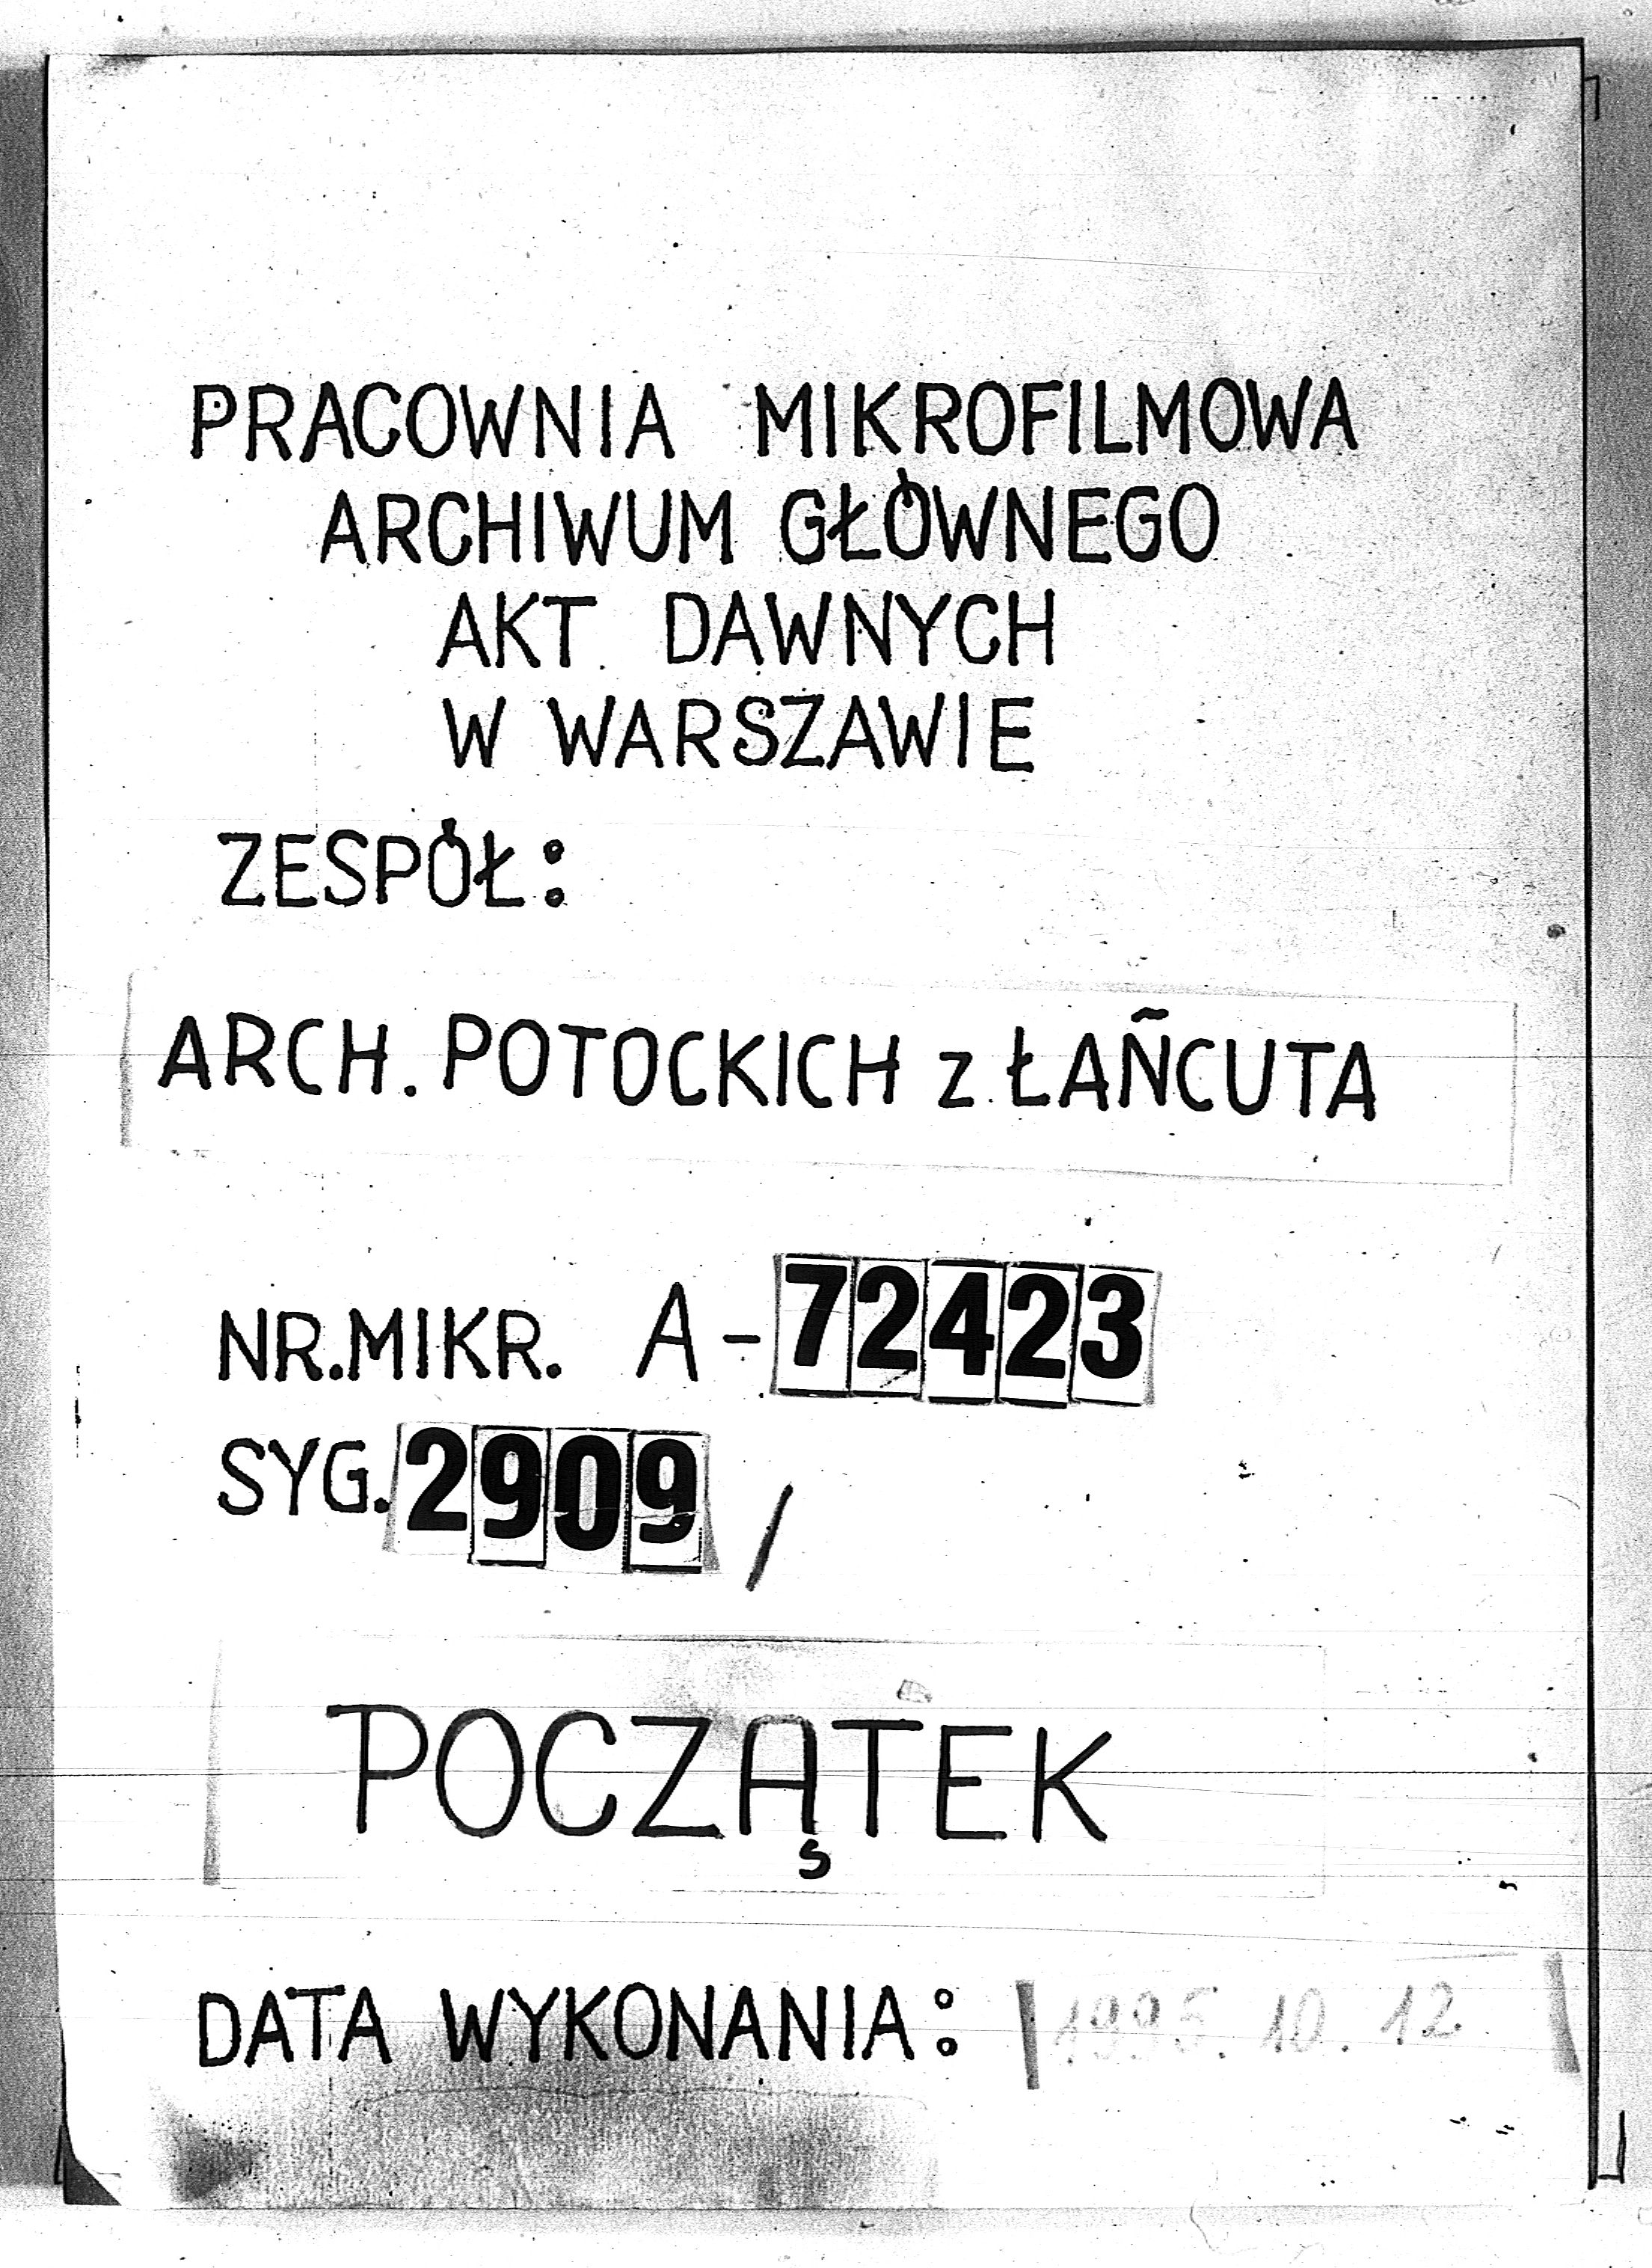 PRACOWNIA MIKROFILMOWA
ARCHIWUM GŁÓWNEGO
AKT DAWNYCH
W WARSZAWIE
ZESPÓŁ:
ARCH. POTOCKICH z ŁAŃCUTA
NR.MIKR. A-72423
SYG. 2909 /
POCZĄTEK
DATA WYKONANIA: 1995.10.12